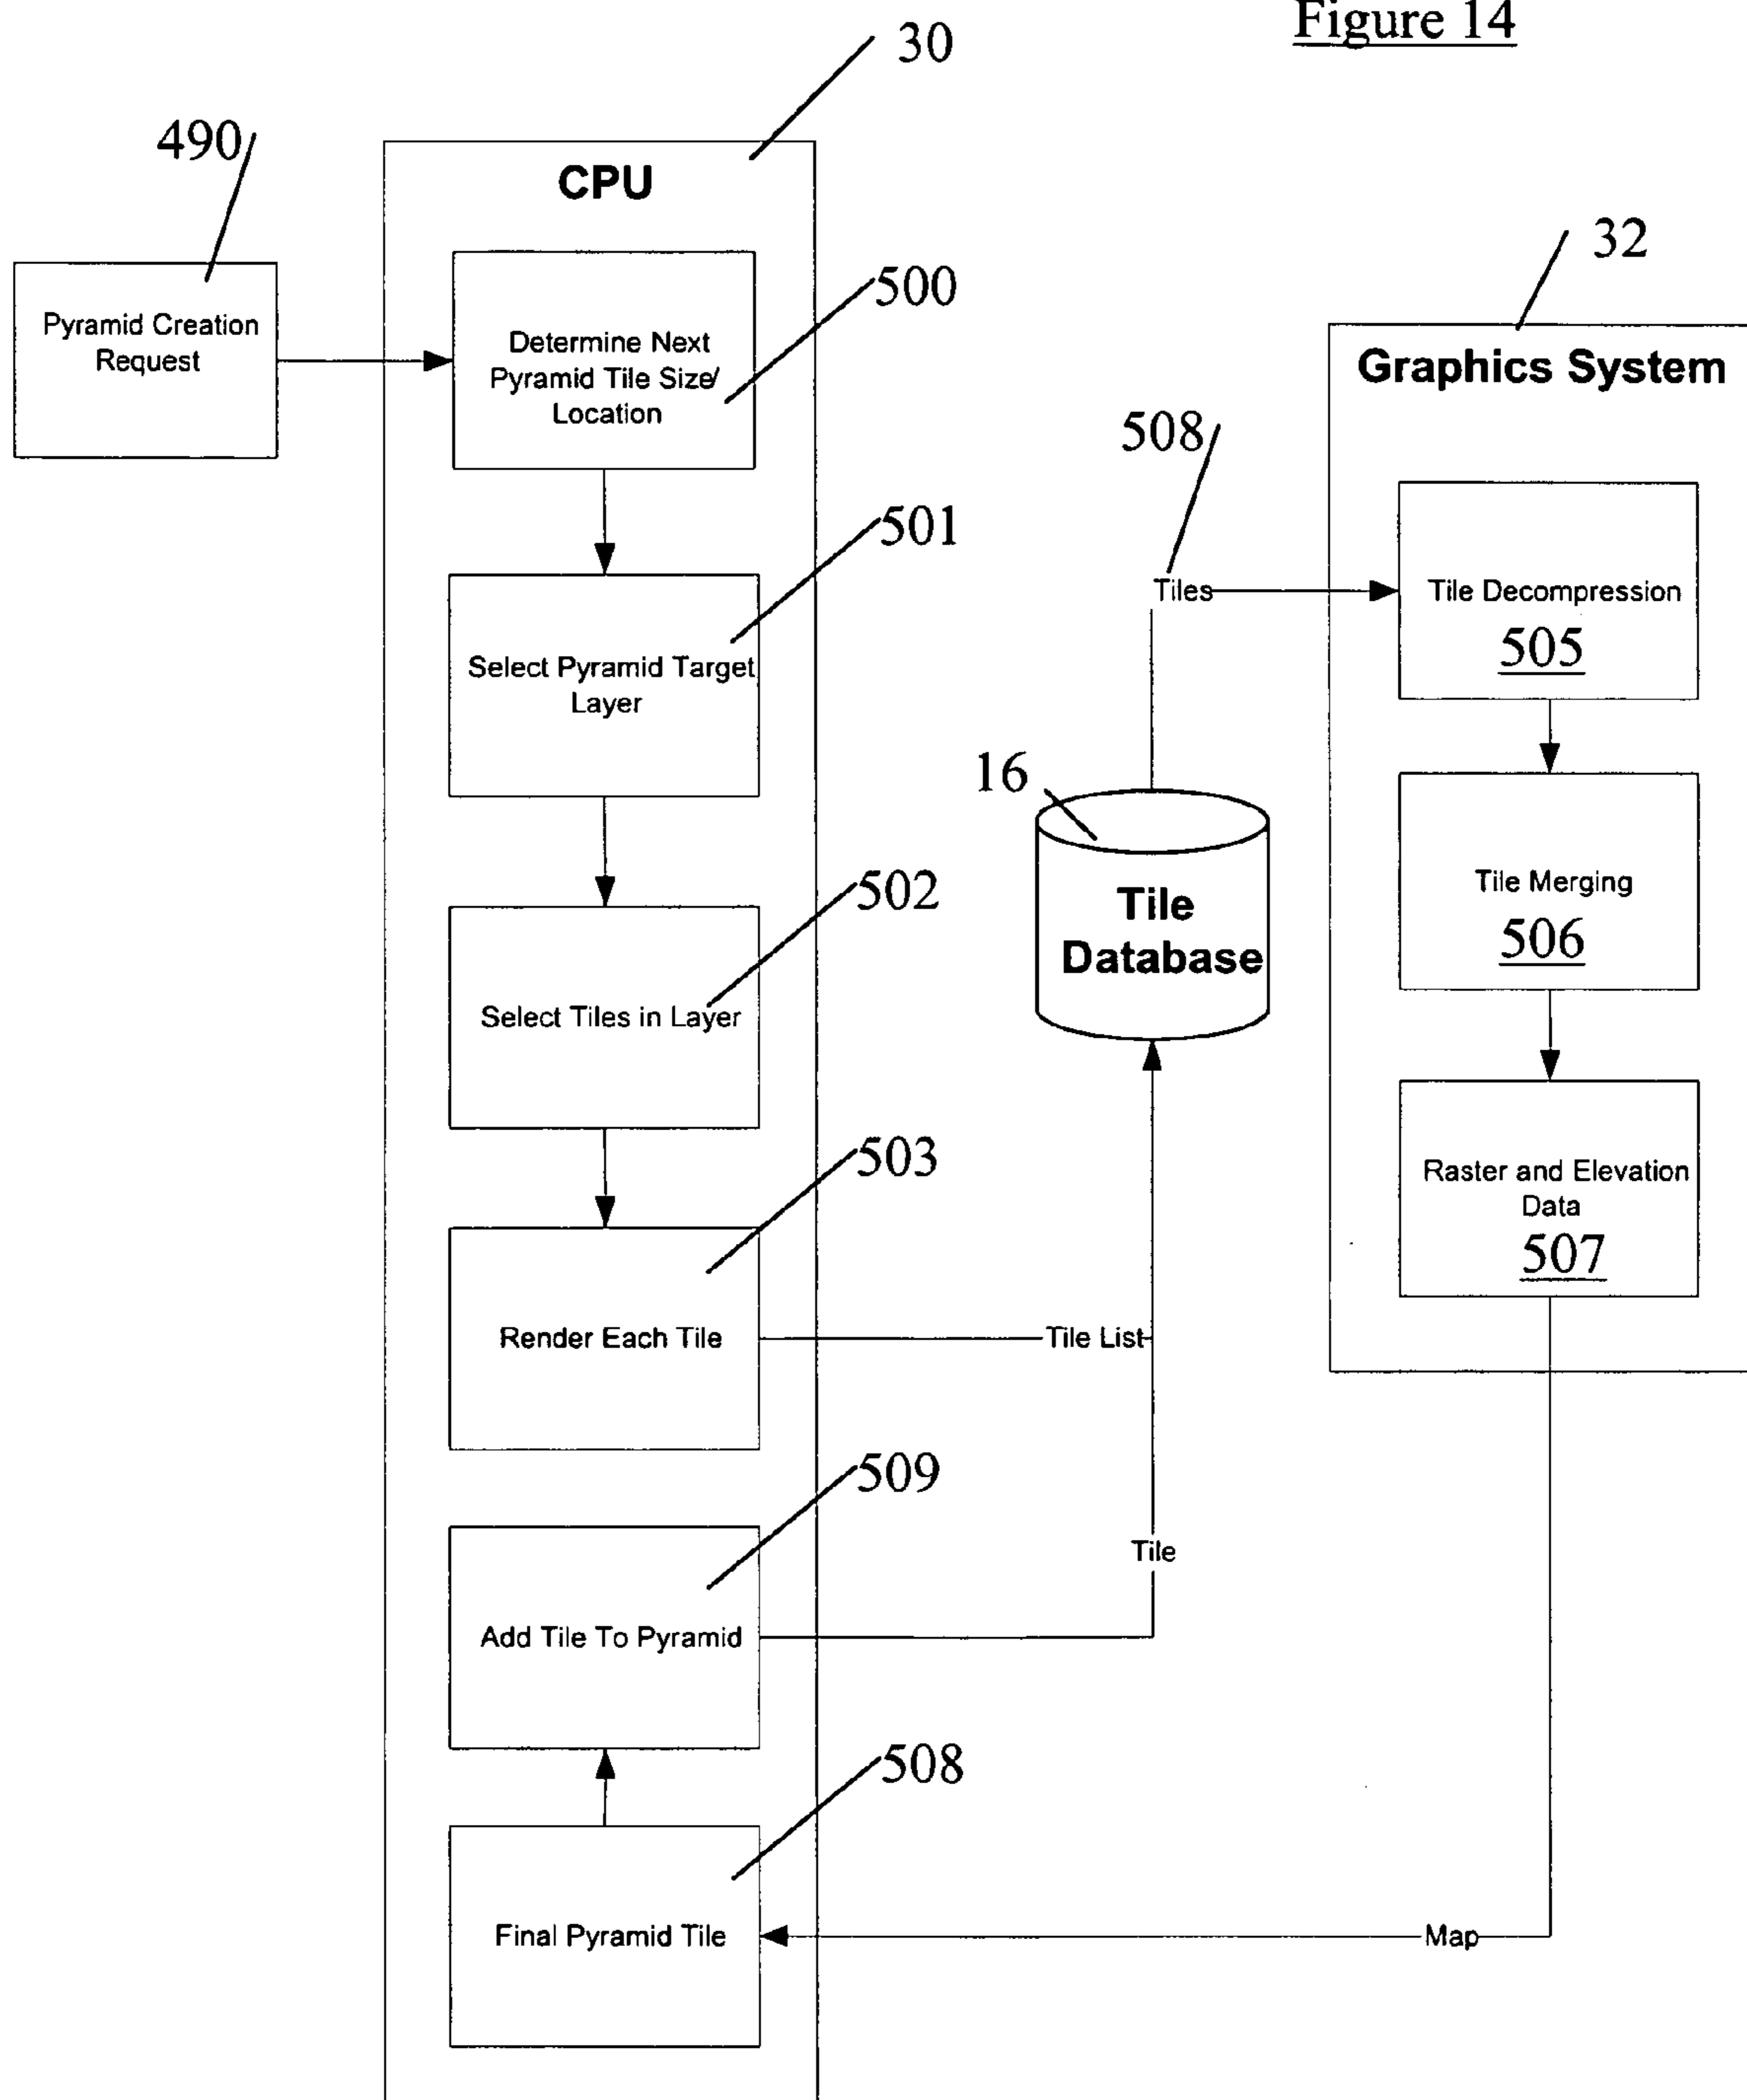 Figure 14
30
490
CPU
32
500
Pyramid Creation
Request
Determine Next
Pyramid Tile Size/
Location
Graphics System
508
501
Tiles
Tile Decompression
505
Select Pyramid Target
Layer
16
502
Tile
Database
Tile Merging
506
Select Tiles in Layer
503
Raster and Elevation
Data
507
Render Each Tile
Tile List
509
Tile
Add Tile To Pyramid
508
Final Pyramid Tile
Map